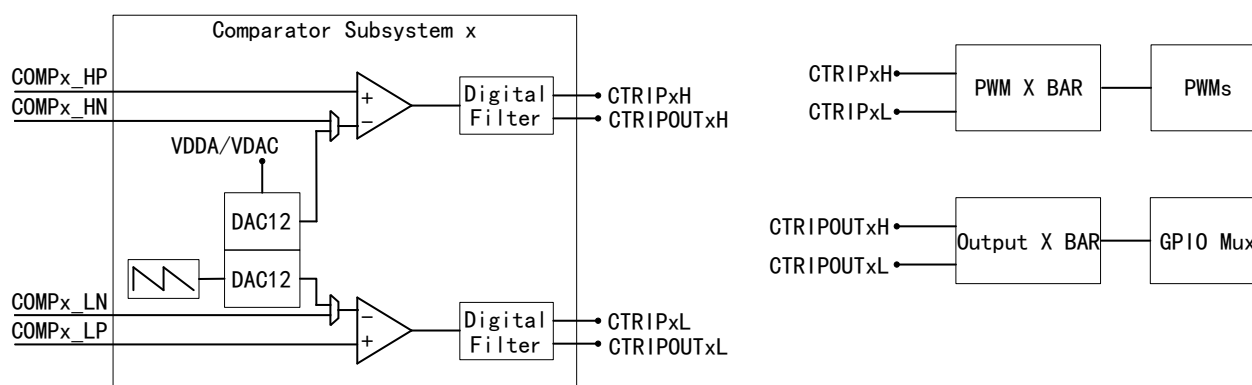 Comparator Subsystem x
COMPx_HP
COMPx_HN
+
−
Digital
Filter
CTRIPxH
CTRIPOUTxH
VDDA/VDAC
DAC12
DAC12
COMPx_LN
COMPx_LP
−
+
Digital
Filter
CTRIPxL
CTRIPOUTxL
CTRIPxH
CTRIPxL
PWM X BAR
PWMs
CTRIPOUTxH
CTRIPOUTxL
Output X BAR
GPIO Mux